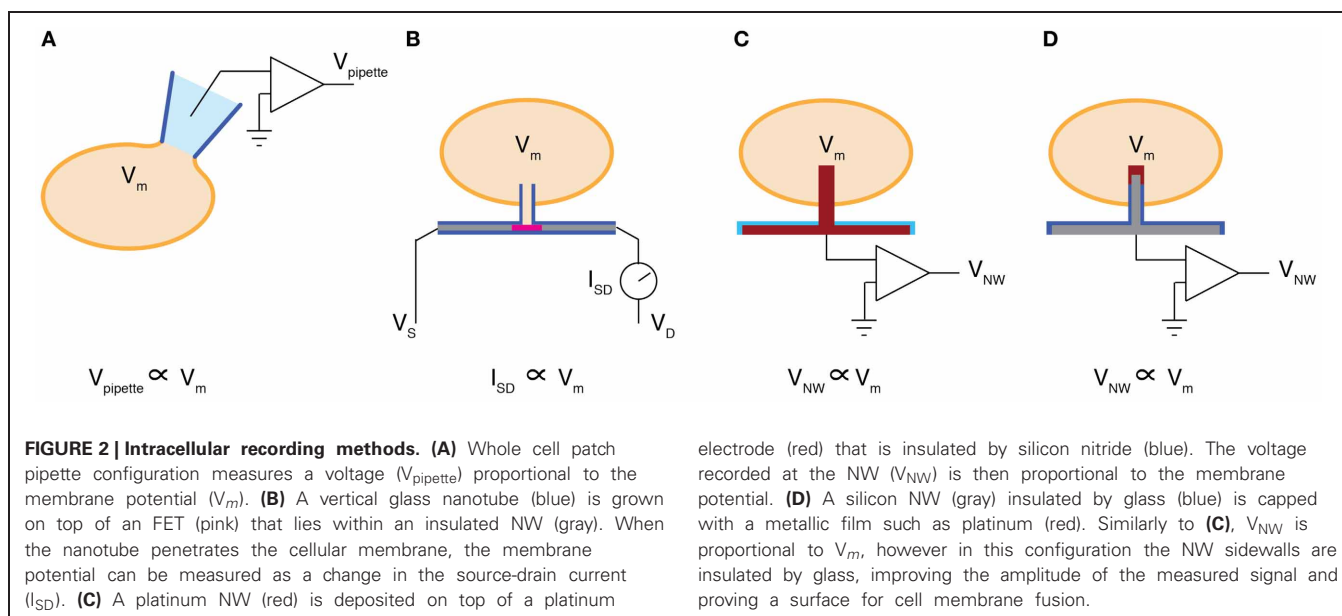 A
B
C
D
V_pipette
V_m
V_m
V_m
V_m
I_SD
V_S
V_D
V_NW
V_NW
V_pipette ∝ V_m
I_SD ∝ V_m
V_NW ∝ V_m
V_NW ∝ V_m
FIGURE 2 | Intracellular recording methods. (A) Whole cell patch
pipette configuration measures a voltage (V_pipette) proportional to the
membrane potential (V_m). (B) A vertical glass nanotube (blue) is grown
on top of an FET (pink) that lies within an insulated NW (gray). When
the nanotube penetrates the cellular membrane, the membrane
potential can be measured as a change in the source-drain current
(I_SD). (C) A platinum NW (red) is deposited on top of a platinum
electrode (red) that is insulated by silicon nitride (blue). The voltage
recorded at the NW (V_NW) is then proportional to the membrane
potential. (D) A silicon NW (gray) insulated by glass (blue) is capped
with a metallic film such as platinum (red). Similarly to (C), V_NW is
proportional to V_m, however in this configuration the NW sidewalls are
insulated by glass, improving the amplitude of the measured signal and
proving a surface for cell membrane fusion.